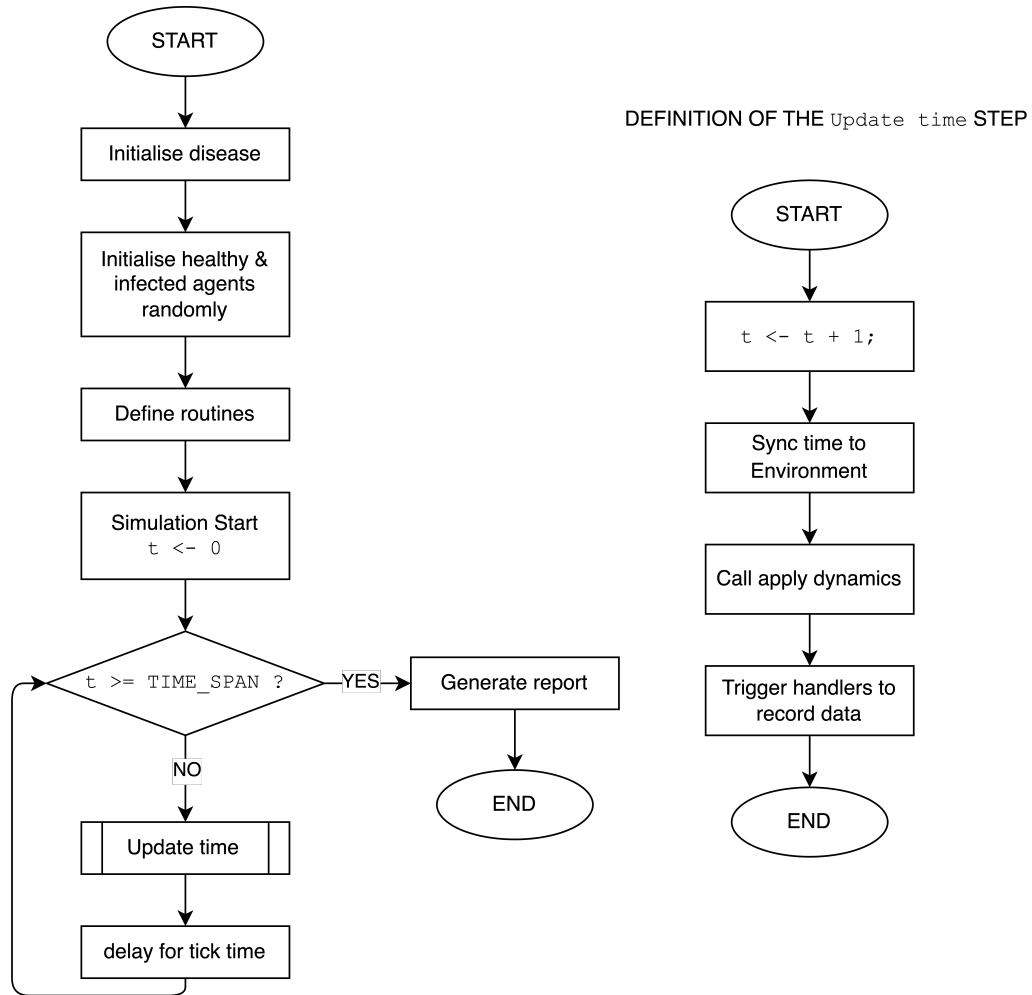 START
Initialise disease
Initialise healthy &
infected agents
randomly
Define routines
Simulation Start
t <- 0
t >= TIME_SPAN ?
YES
Generate report
END
NO
Update time
delay for tick time
DEFINITION OF THE Update time STEP
START
t <- t + 1;
Sync time to
Environment
Call apply dynamics
Trigger handlers to
record data
END